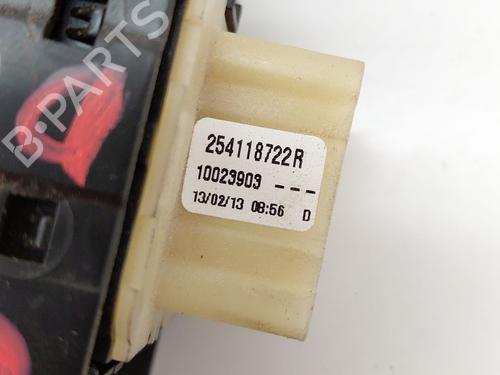 B-PARTS
254118722R
10023903 ---
13/02/13 08:56 D